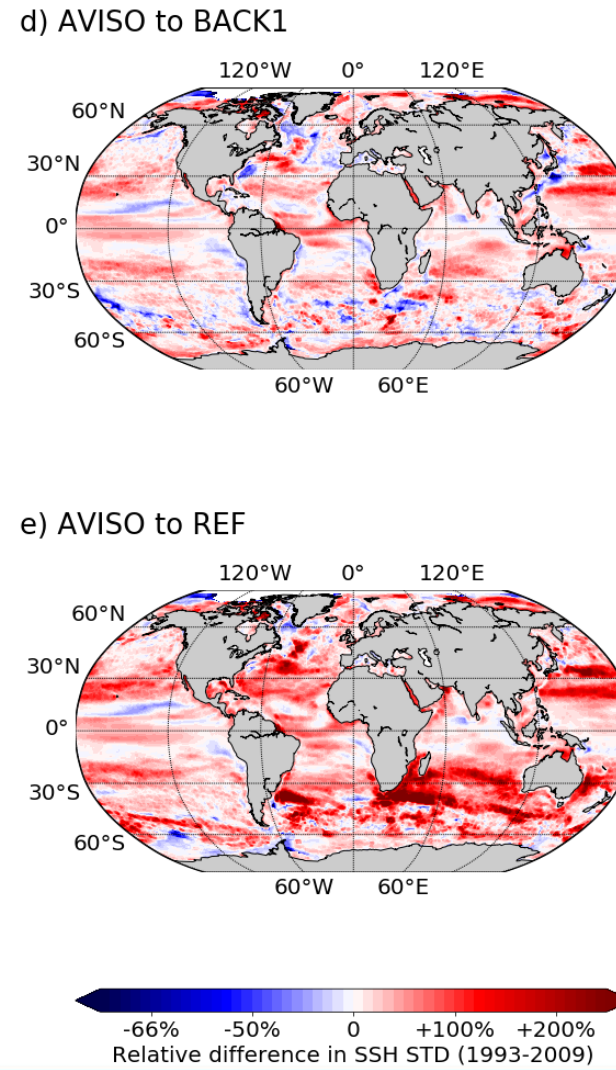 d) AVISO to BACK1
120°W 0° 120°E
60°N
30°N
0°
30°S
60°S
60°W 60°E
e) AVISO to REF
120°W 0° 120°E
60°N
30°N
0°
30°S
60°S
60°W 60°E
-66% -50% 0 +100% +200%
Relative difference in SSH STD (1993-2009)